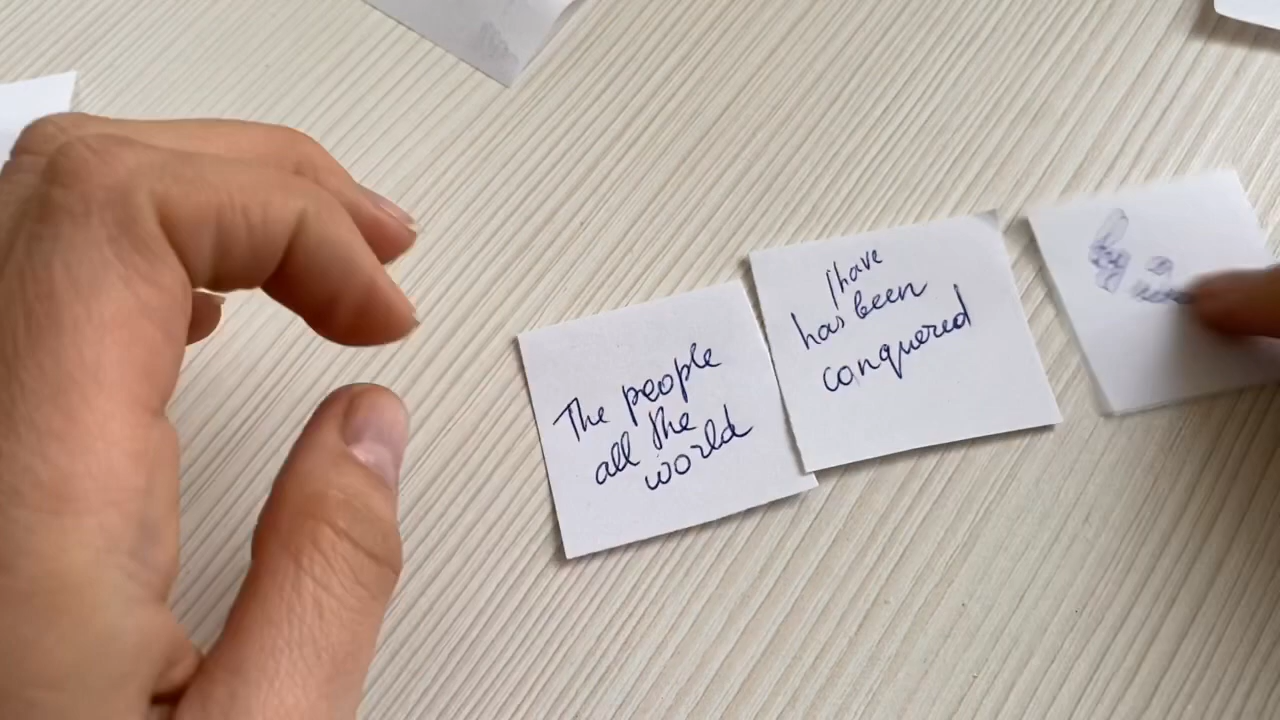 The people
all the
world
have
has been
conquered